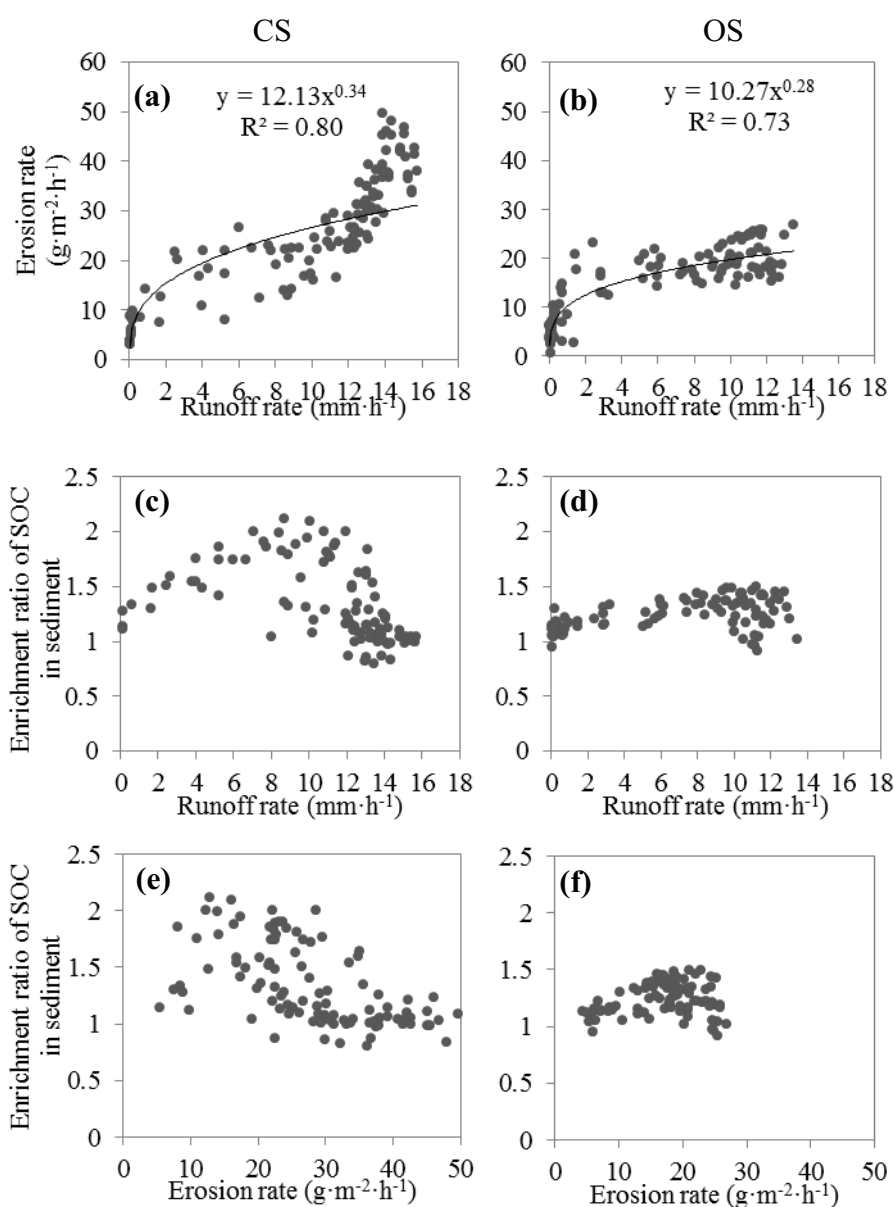 CS
OS
(a)
y = 12.13x^0.34
R² = 0.80
60
50
40
30
20
10
0
Erosion rate
(g·m⁻²·h⁻¹)
0 2 4 6 8 10 12 14 16 18
Runoff rate (mm·h⁻¹)
(b)
y = 10.27x^0.28
R² = 0.73
60
50
40
30
20
10
0
0 2 4 6 8 10 12 14 16 18
Runoff rate (mm·h⁻¹)
(c)
2.5
2
1.5
1
0.5
0
Enrichment ratio of SOC
in sediment
0 2 4 6 8 10 12 14 16 18
Runoff rate (mm·h⁻¹)
(d)
2.5
2
1.5
1
0.5
0
0 2 4 6 8 10 12 14 16 18
Runoff rate (mm·h⁻¹)
(e)
2.5
2
1.5
1
0.5
0
Enrichment ratio of SOC
in sediment
0 10 20 30 40 50
Erosion rate (g·m⁻²·h⁻¹)
(f)
2.5
2
1.5
1
0.5
0
0 10 20 30 40 50
Erosion rate (g·m⁻²·h⁻¹)